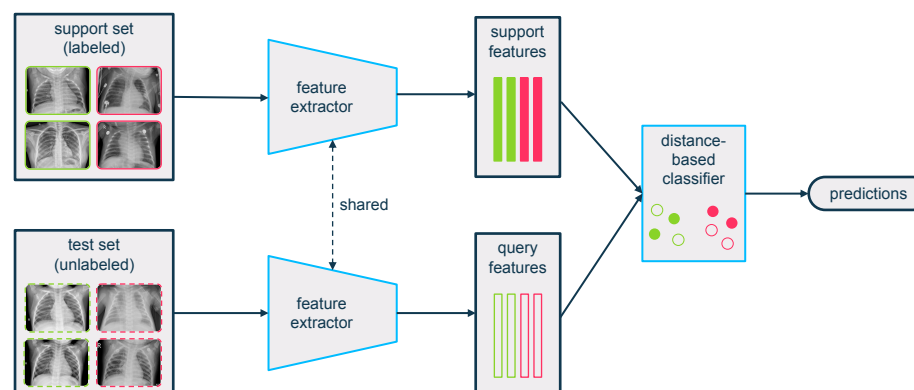 support set
(labeled)
feature
extractor
support
features
distance-
based
classifier
predictions
shared
test set
(unlabeled)
feature
extractor
query
features
R